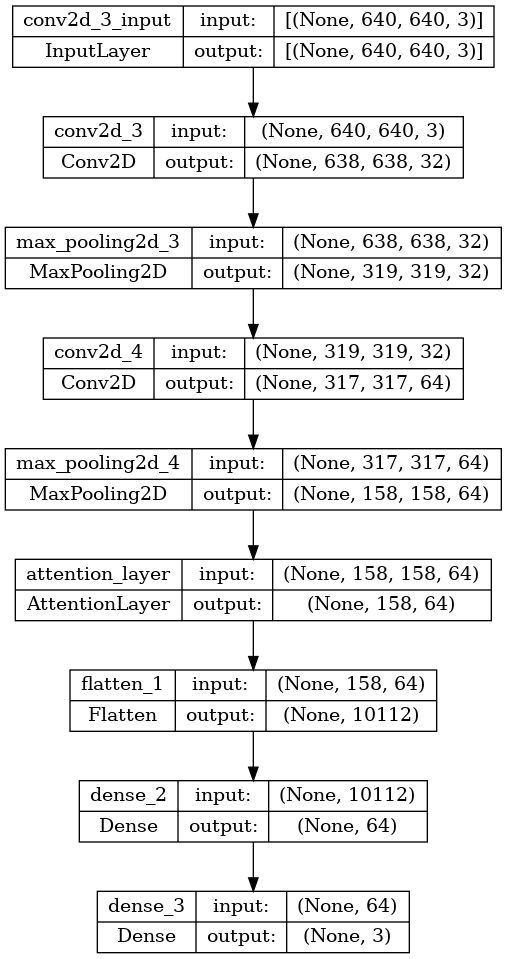 conv2d_3_input input: [(None, 640, 640, 3)]
InputLayer output: [(None, 640, 640, 3)]
conv2d_3 input: (None, 640, 640, 3)
Conv2D output: (None, 638, 638, 32)
max_pooling2d_3 input: (None, 638, 638, 32)
MaxPooling2D output: (None, 319, 319, 32)
conv2d_4 input: (None, 319, 319, 32)
Conv2D output: (None, 317, 317, 64)
max_pooling2d_4 input: (None, 317, 317, 64)
MaxPooling2D output: (None, 158, 158, 64)
attention_layer input: (None, 158, 158, 64)
AttentionLayer output: (None, 158, 64)
flatten_1 input: (None, 158, 64)
Flatten output: (None, 10112)
dense_2 input: (None, 10112)
Dense output: (None, 64)
dense_3 input: (None, 64)
Dense output: (None, 3)